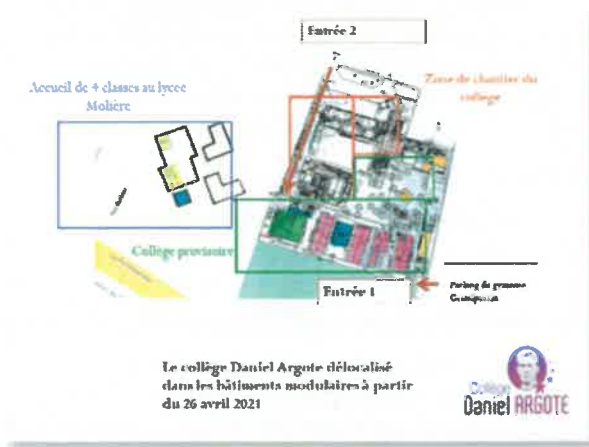 Entrée 2
Accueil de 4 classes au lycée
Molière
Zone de chantier du
collège
Collège provisoire
Entrée 1
Parking du gymnase
Le collège Daniel Argote délocalisé
dans les bâtiments modulaires à partir
du 26 avril 2021
Collège
Daniel ARGOTE